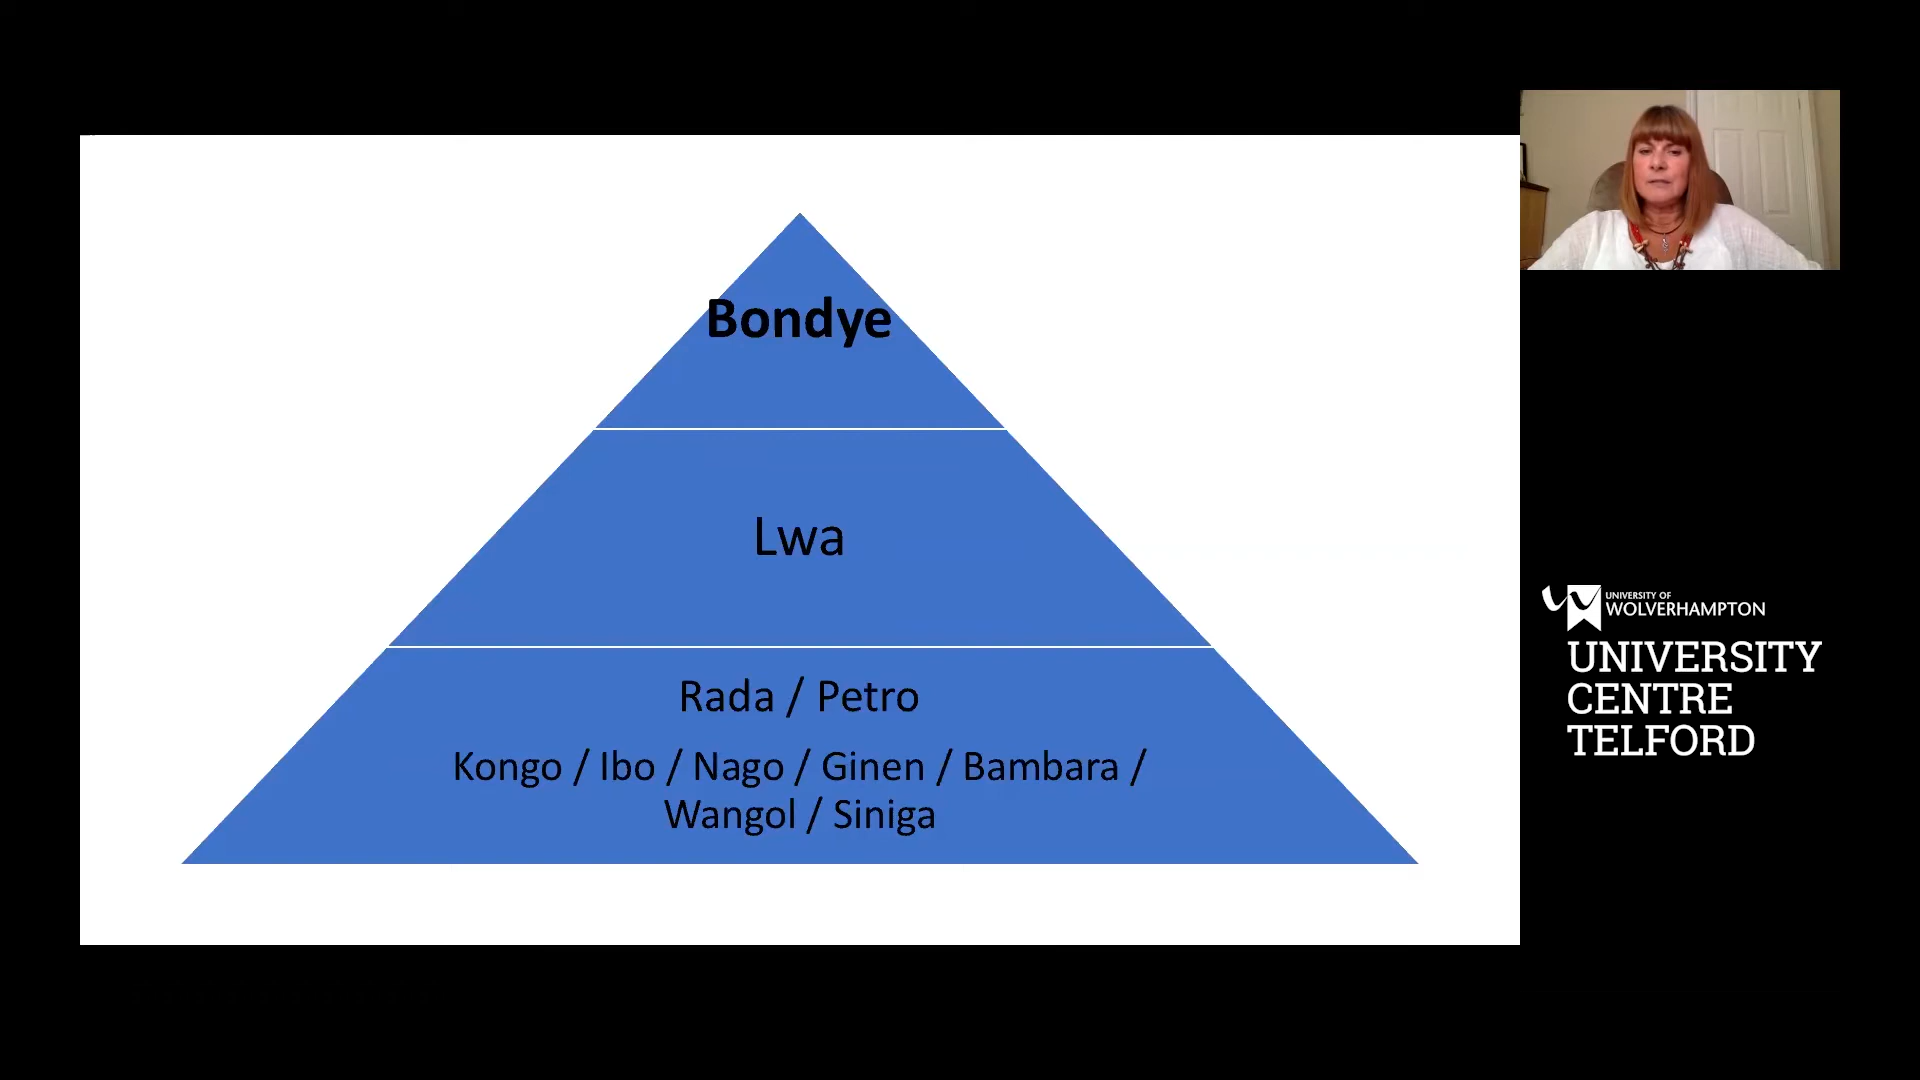 Bondye
Lwa
Rada / Petro
Kongo / Ibo / Nago / Ginen / Bambara /
Wangol / Siniga
UNIVERSITY OF
WOLVERHAMPTON
UNIVERSITY
CENTRE
TELFORD